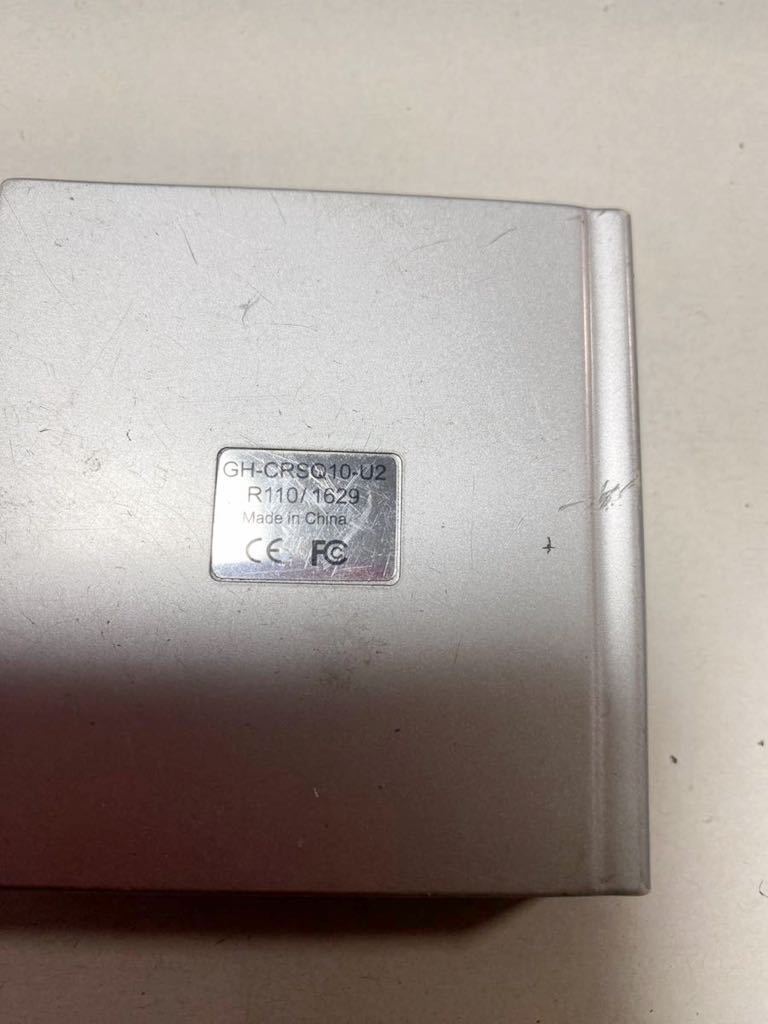 GH-CRSQ10-U2
R110/1629
Made in China
CE FC